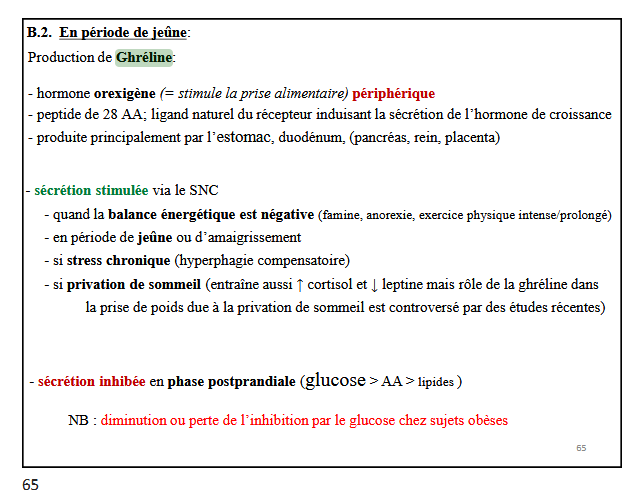 B.2. En période de jeûne:
Production de Ghréline:
- hormone orexigène (= stimule la prise alimentaire) périphérique
- peptide de 28 AA; ligand naturel du récepteur induisant la sécrétion de l’hormone de croissance
- produite principalement par l’estomac, duodénum, (pancréas, rein, placenta)
- sécrétion stimulée via le SNC
- quand la balance énergétique est négative (famine, anorexie, exercice physique intense/prolongé)
- en période de jeûne ou d’amaigrissement
- si stress chronique (hyperphagie compensatoire)
- si privation de sommeil (entraîne aussi ↑ cortisol et ↓ leptine mais rôle de la ghréline dans
la prise de poids due à la privation de sommeil est controversé par des études récentes)
- sécrétion inhibée en phase postprandiale (glucose > AA > lipides )
NB : diminution ou perte de l’inhibition par le glucose chez sujets obèses
65
65